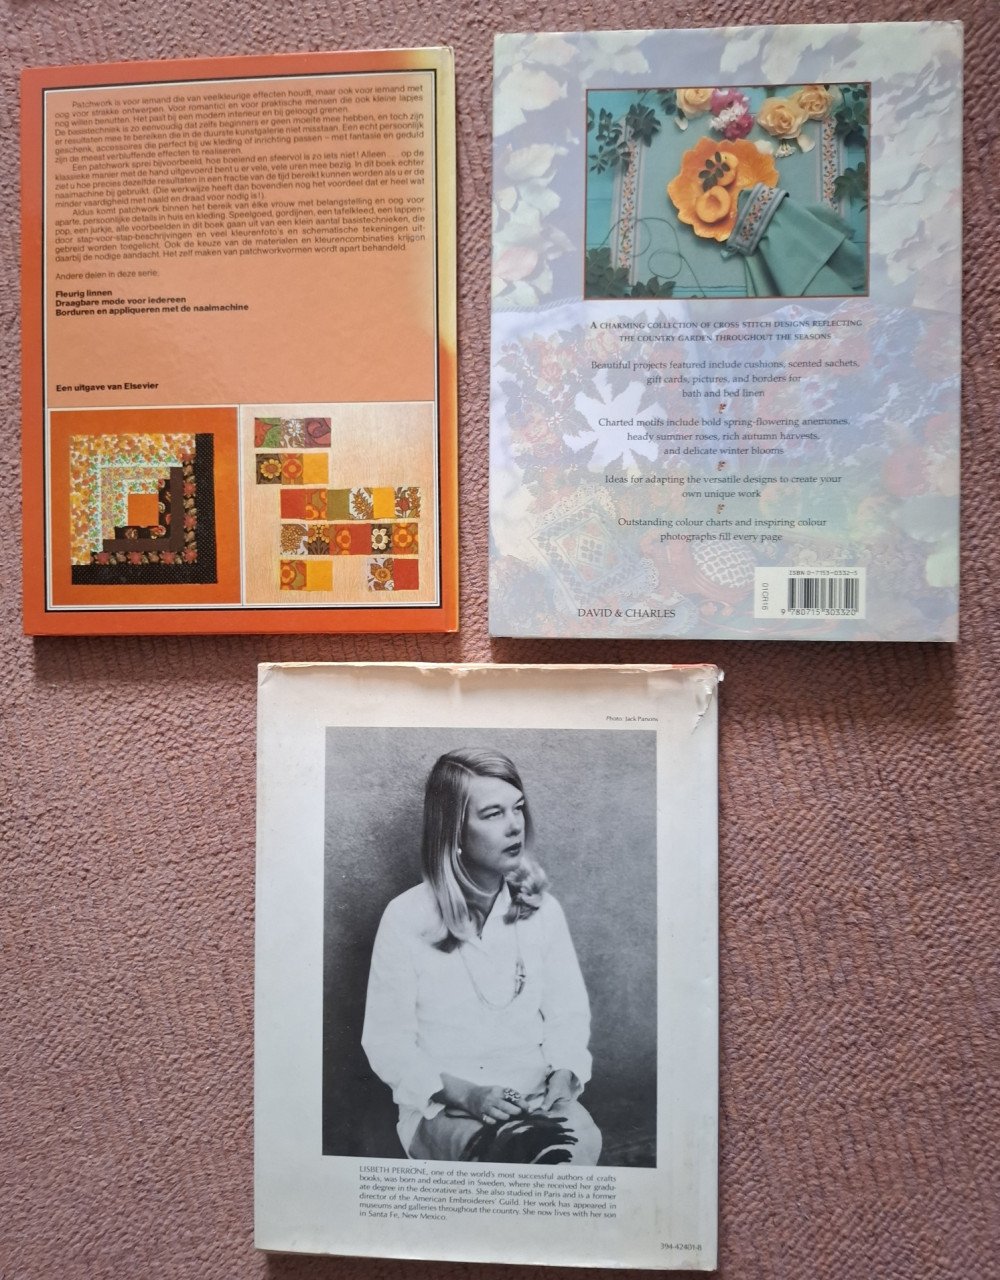 Patchwork is voor iemand die van veelkleurige effecten houdt, maar ook voor iemand met
oog voor strakke ontwerpen. Voor romantici en voor praktische mensen die ook kleine lapjes
nog willen benutten. Het past bij een modern interieur en bij gebloogd grenen.
De basistechniek is zo eenvoudig dat zelfs beginners er geen moeite mee hebben, en toch zijn
er resultaten mee te bereiken die in de duurste kunstgalerie niet misstaan. Een echt persoonlijk
geschenk, accessoires die perfect bij uw kleding of inrichting passen – met fantasie en geduld
zijn de meest verbluffende effecten te realiseren.
Een patchwork sprei bijvoorbeeld, hoe boeiend en sfeervol is zo iets niet! Alleen . . . op de
klassieke manier met de hand uitgevoerd bent u er vele, vele uren mee bezig. In dit boek echter
ziet u hoe precies dezelfde resultaten in een fractie van de tijd bereikt kunnen worden als u er de
naaimachine bij gebruikt. (Die werkwijze heeft dan bovendien nog het voordeel dat er heel wat
minder vaardigheid met naald en draad voor nodig is!).
Aldus komt patchwork binnen het bereik van élke vrouw met belangstelling en oog voor
aparte, persoonlijke details in huis en kleding. Speelgoed, gordijnen, een tafelkleed, een lappen-
pop, een jurkje, alle voorbeelden in dit boek gaan uit van een klein aantal basistechnieken, die
door stap-voor-stap-beschrijvingen en veel kleurenfoto's en schematische tekeningen uit-
gebreid worden toegelicht. Ook de keuze van de materialen en kleurencombinaties krijgen
daarbij de nodige aandacht. Het zelf maken van patchworkvormen wordt apart behandeld.
Andere delen in deze serie:
Fleurig linnen
Draagbare mode voor iedereen
Borduren en appliqueren met de naaimachine
Een uitgave van Elsevier
A CHARMING COLLECTION OF CROSS STITCH DESIGNS REFLECTING
THE COUNTRY GARDEN THROUGHOUT THE SEASONS
Beautiful projects featured include cushions, scented sachets,
gift cards, pictures, and borders for
bath and bed linen
Charted motifs include bold spring-flowering anemones,
heady summer roses, rich autumn harvests,
and delicate winter blooms
Ideas for adapting the versatile designs to create your
own unique work
Outstanding colour charts and inspiring colour
photographs fill every page
DAVID & CHARLES
ISBN 0-7153-0332-5
01CR16
9 780715 303320
Photo: Jack Parsons
LISBETH PERRONE, one of the world's most successful authors of crafts
books, was born and educated in Sweden, where she received her gradu-
ate degree in the decorative arts. She also studied in Paris and is a former
director of the American Embroiderers' Guild. Her work has appeared in
museums and galleries throughout the country. She now lives with her son
in Santa Fe, New Mexico.
394-42401-8